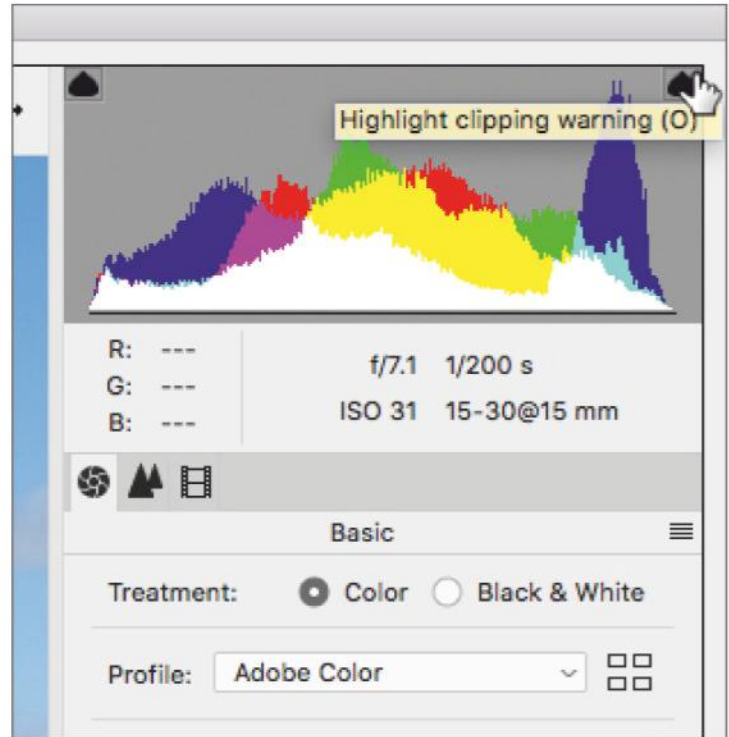 Highlight clipping warning (O)
R: ---
G: ---
B: ---
f/7.1 1/200 s
ISO 31 15-30@15 mm
Basic
Treatment: Color Black & White
Profile: Adobe Color